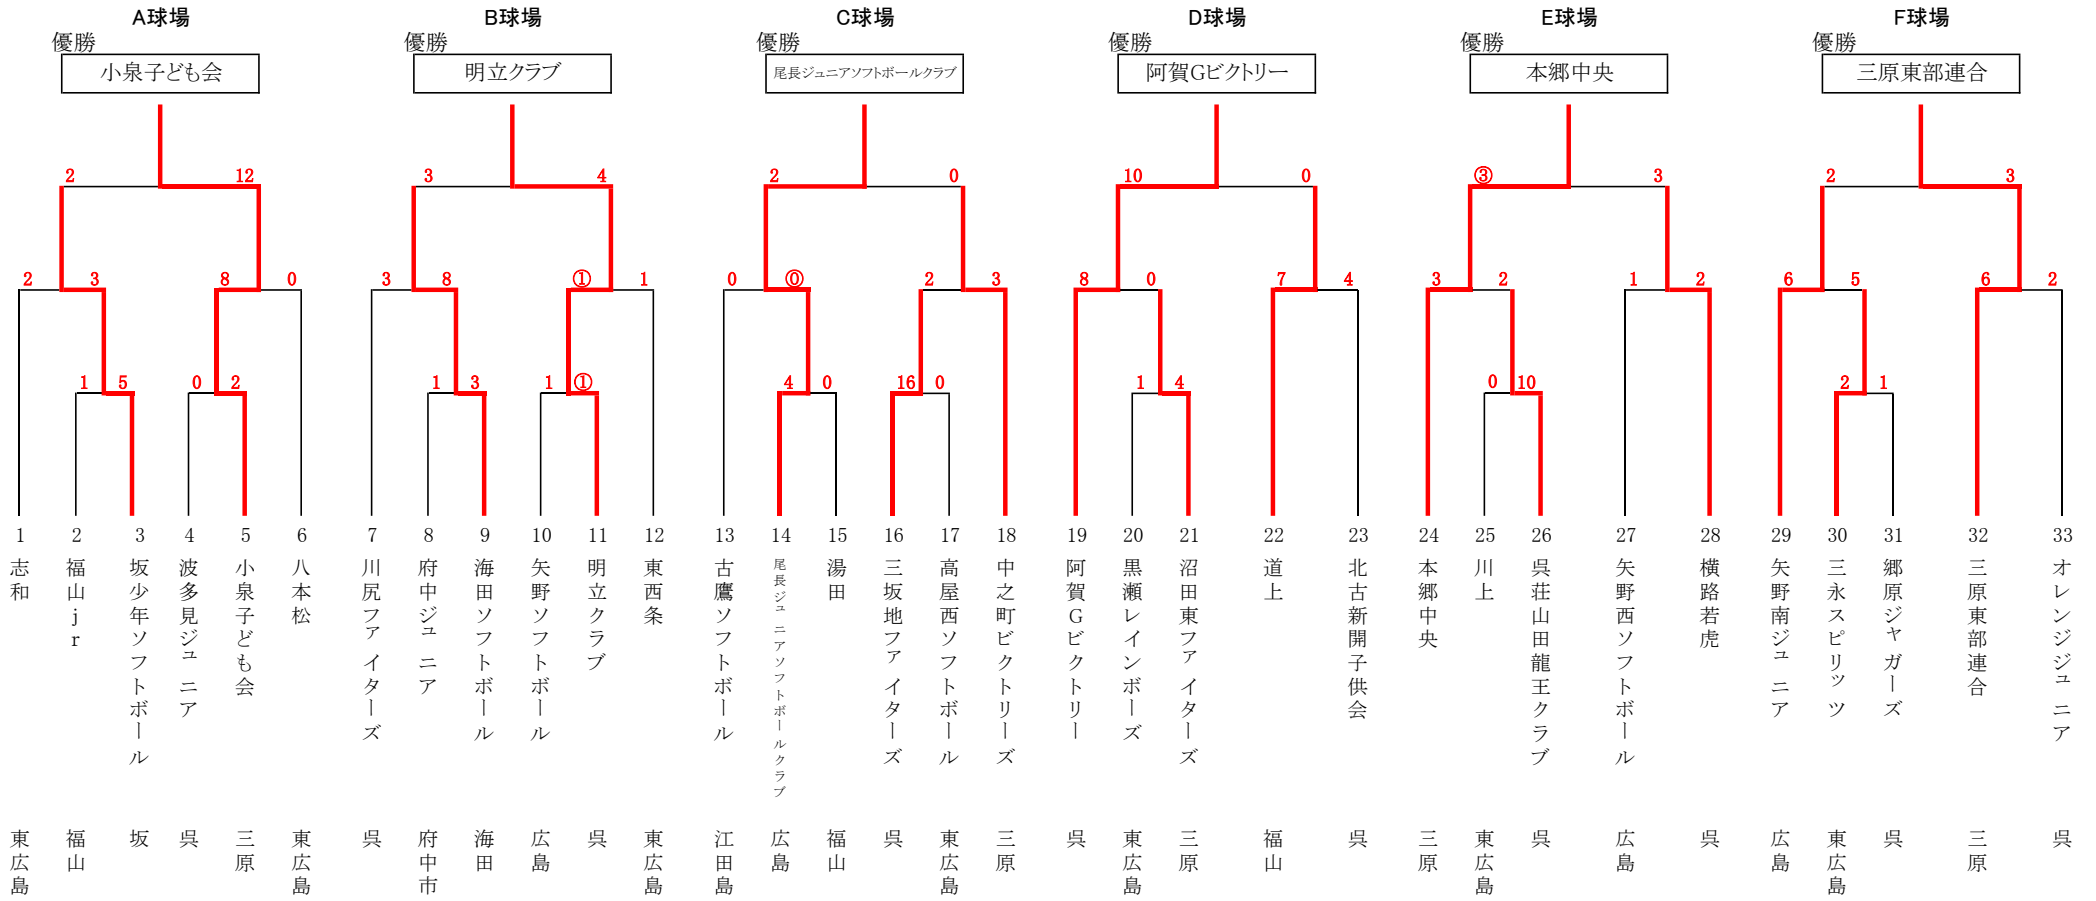 A球場 B球場 C球場 D球場 E球場 F球場
優勝 優勝 優勝 優勝 優勝 優勝
小泉子ども会 明立クラブ 尾長ジュニアソフトボールクラブ 阿賀Gビクトリー 本郷中央 三原東部連合
2 12 3 4 2 0 10 0 ③ 3 2 3
2 3 8 0 3 8 ① 1 0 ⓪ 2 3 8 0 7 4 3 2 1 2 6 5 6 2
1 5 0 2 1 3 1 ① 4 0 16 0 1 4 0 10 2 1
1 2 3 4 5 6 7 8 9 10 11 12 13 14 15 16 17 18 19 20 21 22 23 24 25 26 27 28 29 30 31 32 33
志和
福山jr
坂少年ソフトボール
波多見ジュニア
小泉子ども会
八本松
川尻ファイターズ
府中ジュニア
海田ソフトボール
矢野ソフトボール
明立クラブ
東西条
古鷹ソフトボール
尾長ジュニアソフトボールクラブ
湯田
三坂地ファイターズ
高屋西ソフトボール
中之町ビクトリーズ
阿賀Gビクトリー
黒瀬レインボーズ
沼田東ファイターズ
道上
北古新開子供会
本郷中央
川上
呉荘山田龍王クラブ
矢野西ソフトボール
横路若虎
矢野南ジュニア
三永スピリッツ
郷原ジャガーズ
三原東部連合
オレンジジュニア
東広島
福山
坂
呉
三原
東広島
呉
府中市
海田
広島
呉
東広島
江田島
広島
福山
呉
東広島
三原
呉
東広島
三原
福山
呉
三原
東広島
呉
広島
呉
広島
東広島
呉
三原
呉